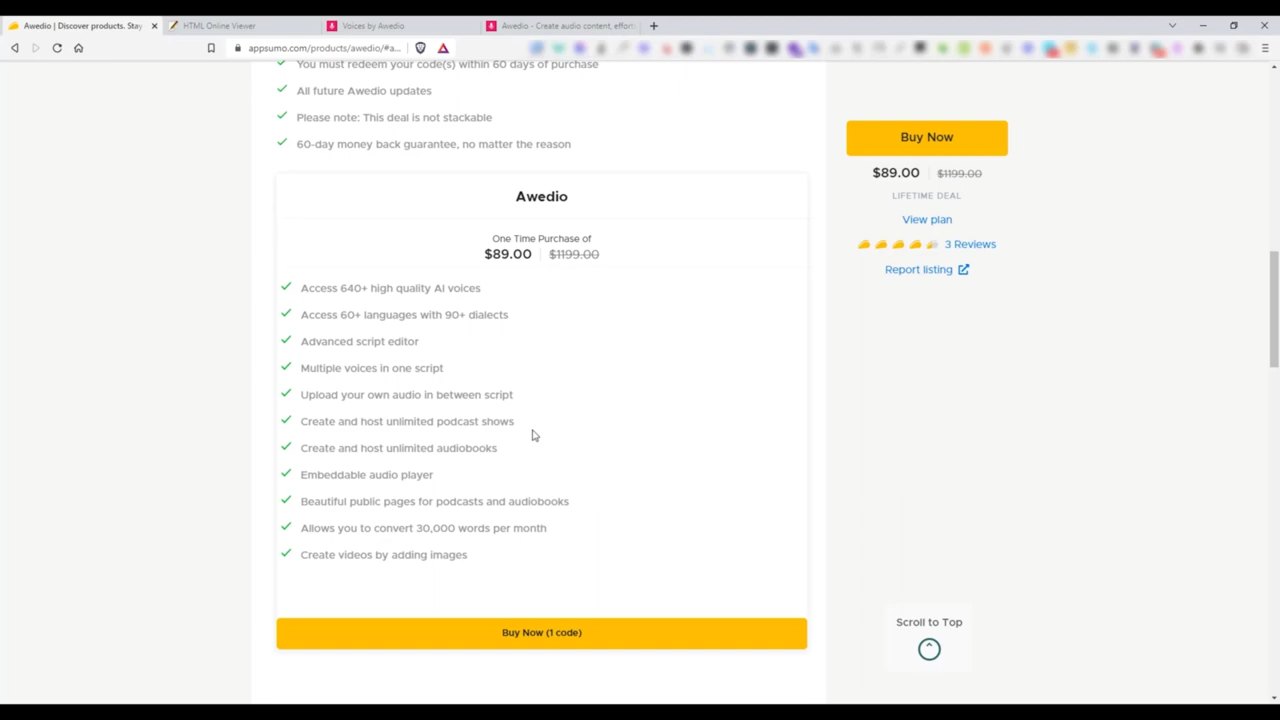 Awedio | Discover products. Stay
HTML Online Viewer
Voices by Awedio
Awedio - Create audio content, effort
appsumo.com/products/awedio/#a...
You must redeem your code(s) within 60 days of purchase
All future Awedio updates
Please note: This deal is not stackable
60-day money back guarantee, no matter the reason
Awedio
One Time Purchase of
$89.00 $1199.00
Access 640+ high quality AI voices
Access 60+ languages with 90+ dialects
Advanced script editor
Multiple voices in one script
Upload your own audio in between script
Create and host unlimited podcast shows
Create and host unlimited audiobooks
Embeddable audio player
Beautiful public pages for podcasts and audiobooks
Allows you to convert 30,000 words per month
Create videos by adding images
Buy Now (1 code)
Buy Now
$89.00 $1199.00
LIFETIME DEAL
View plan
3 Reviews
Report listing
Scroll to Top